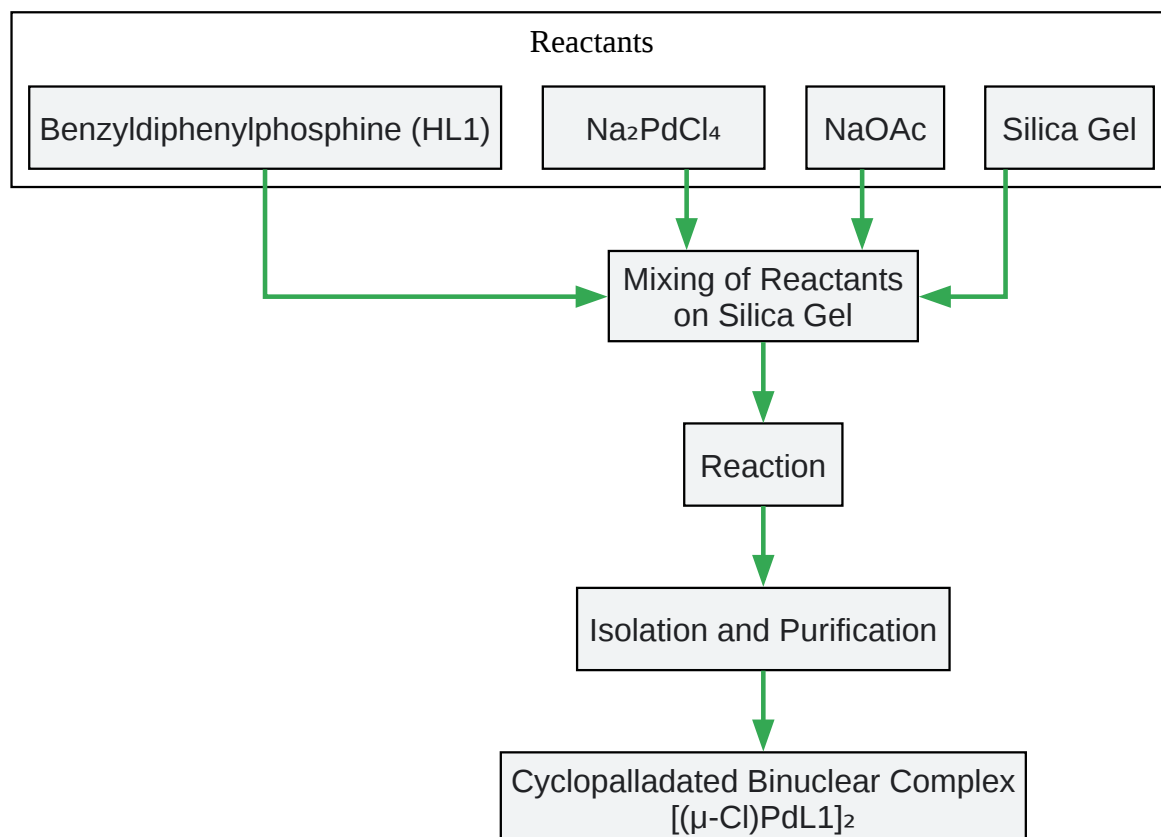 Reactants
Benzyldiphenylphosphine (HL1)
Na₂PdCl₄
NaOAc
Silica Gel
Mixing of Reactants
on Silica Gel
Reaction
Isolation and Purification
Cyclopalladated Binuclear Complex
[(μ-Cl)PdL1]₂